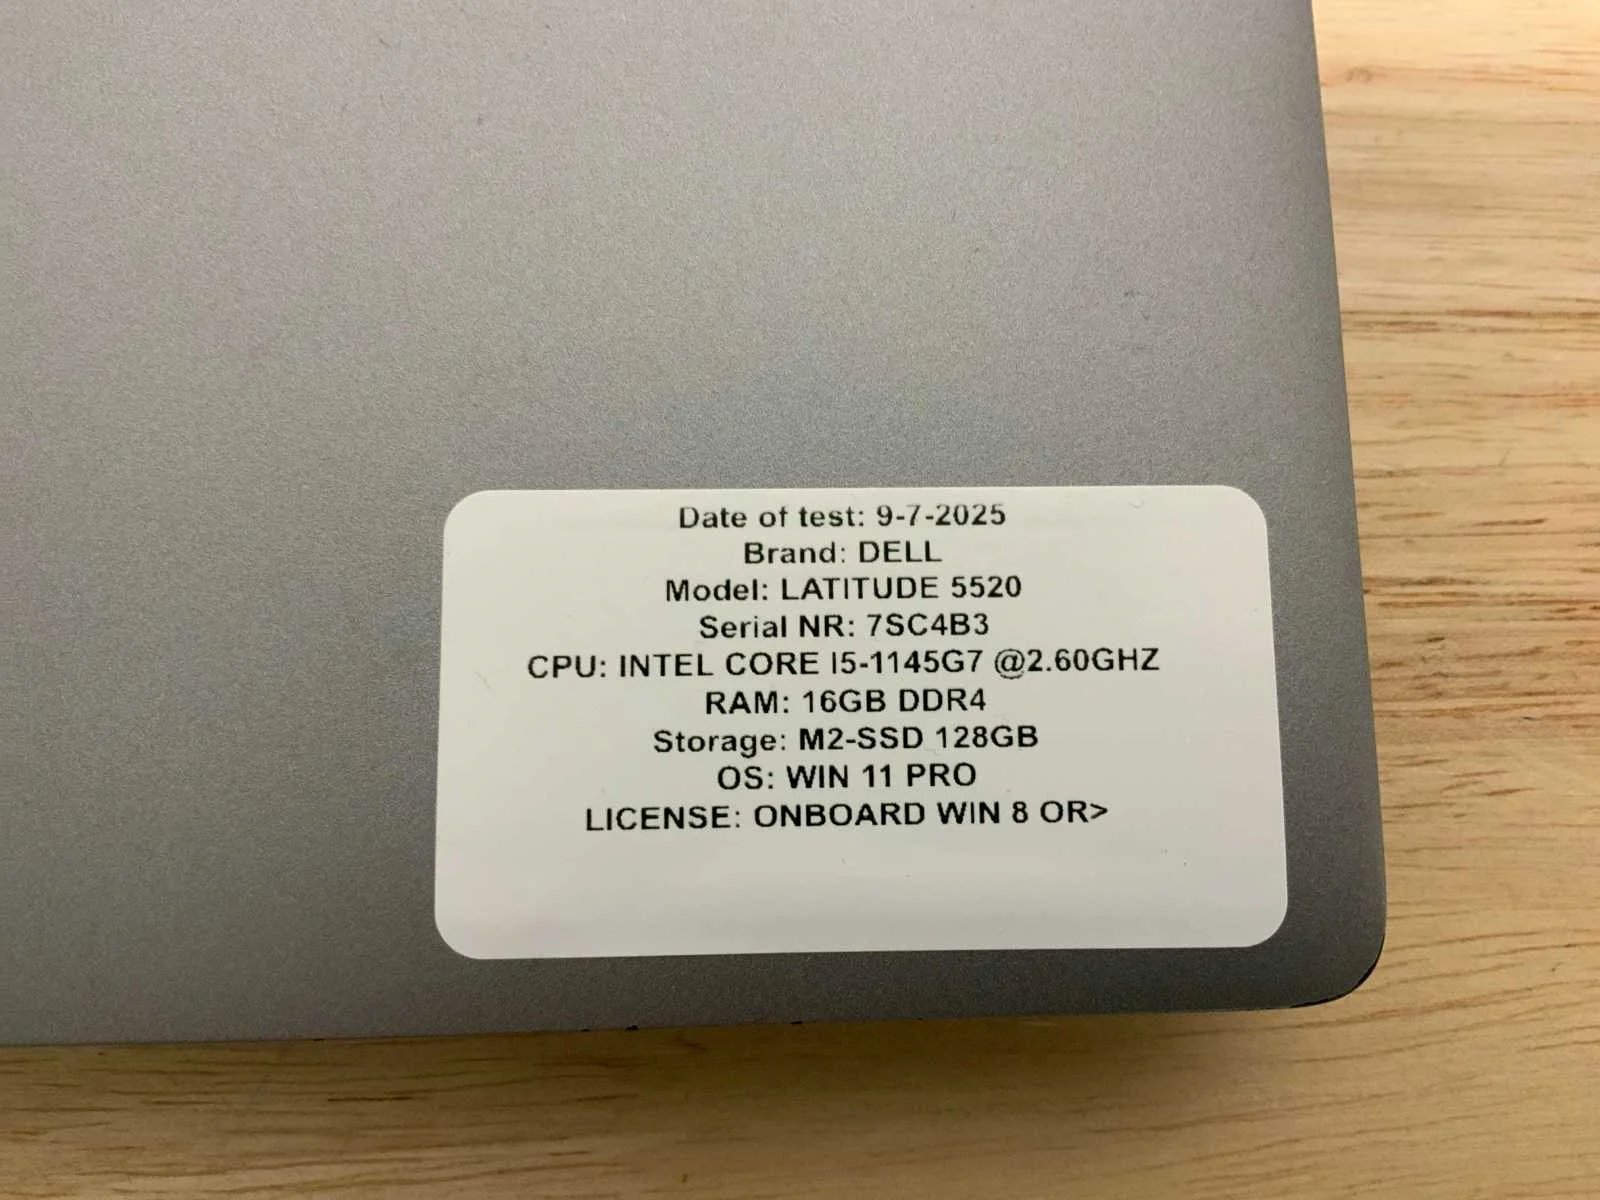 Date of test: 9-7-2025
Brand: DELL
Model: LATITUDE 5520
Serial NR: 7SC4B3
CPU: INTEL CORE I5-1145G7 @2.60GHZ
RAM: 16GB DDR4
Storage: M2-SSD 128GB
OS: WIN 11 PRO
LICENSE: ONBOARD WIN 8 OR>